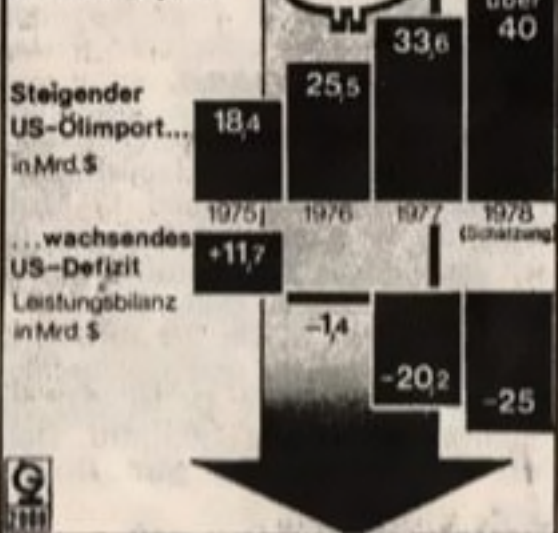 über
40
33,6
25,5
18,4
Steigender
US-Ölimport...
in Mrd. $
1975 1976 1977 1978
(Schätzung)
...wachsendes
US-Defizit
Leistungsbilanz
in Mrd. $
+11,7
-1,4
-20,2
-25